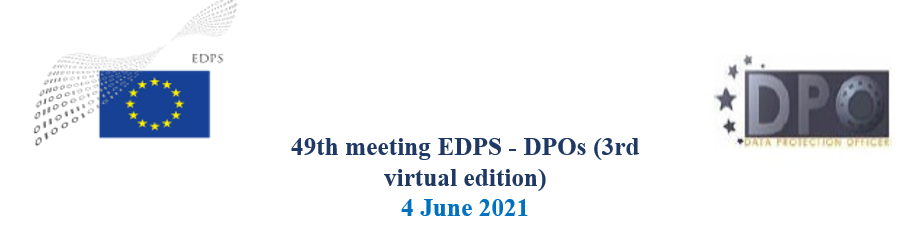 EDPS
DPO
DATA PROTECTION OFFICER
49th meeting EDPS - DPOs (3rd
virtual edition)
4 June 2021